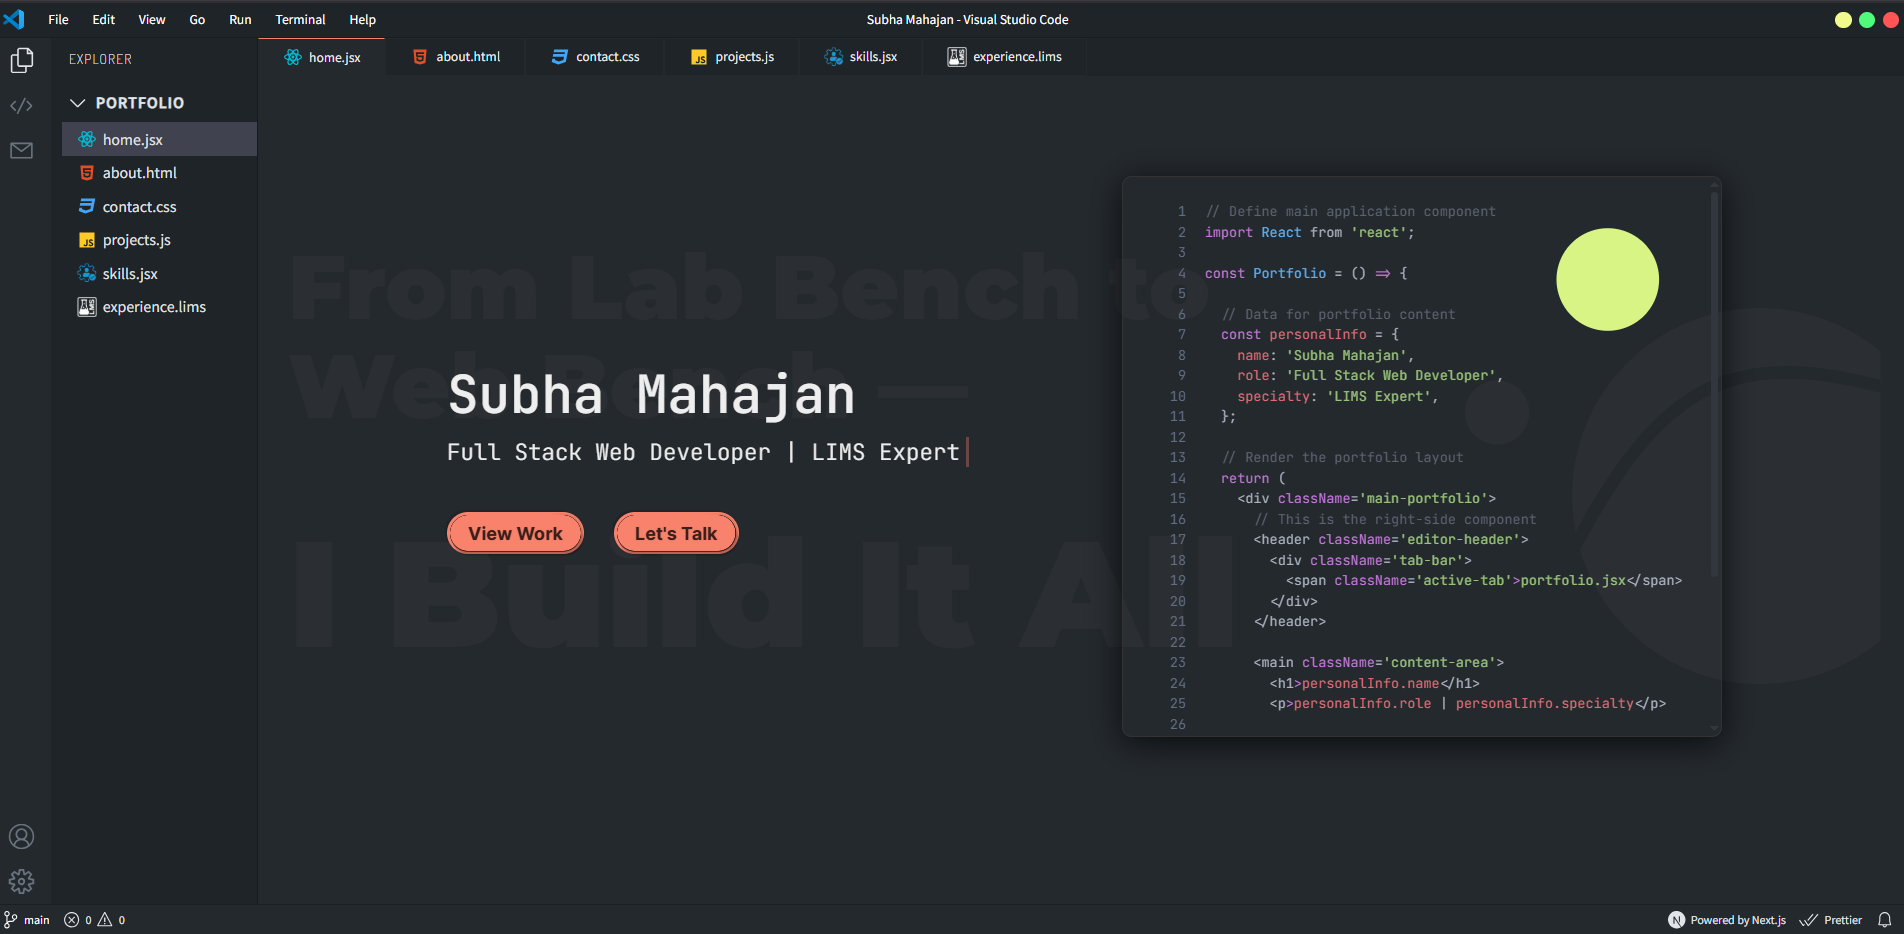 File Edit View Go Run Terminal Help
Subha Mahajan - Visual Studio Code
EXPLORER
PORTFOLIO
home.jsx
about.html
contact.css
projects.js
skills.jsx
experience.lims
home.jsx
about.html
contact.css
projects.js
skills.jsx
experience.lims
From Lab Bench to
Web Bench —
I Build It All
Subha Mahajan
Full Stack Web Developer | LIMS Expert
View Work
Let's Talk
1 // Define main application component
2 import React from 'react';
3
4 const Portfolio = () => {
5
6 // Data for portfolio content
7 const personalInfo = {
8 name: 'Subha Mahajan',
9 role: 'Full Stack Web Developer',
10 specialty: 'LIMS Expert',
11 };
12
13 // Render the portfolio layout
14 return (
15 <div className='main-portfolio'>
16 // This is the right-side component
17 <header className='editor-header'>
18 <div className='tab-bar'>
19 <span className='active-tab'>portfolio.jsx</span>
20 </div>
21 </header>
22
23 <main className='content-area'>
24 <h1>personalInfo.name</h1>
25 <p>personalInfo.role | personalInfo.specialty</p>
26
main 0 0
N Powered by Next.js Prettier